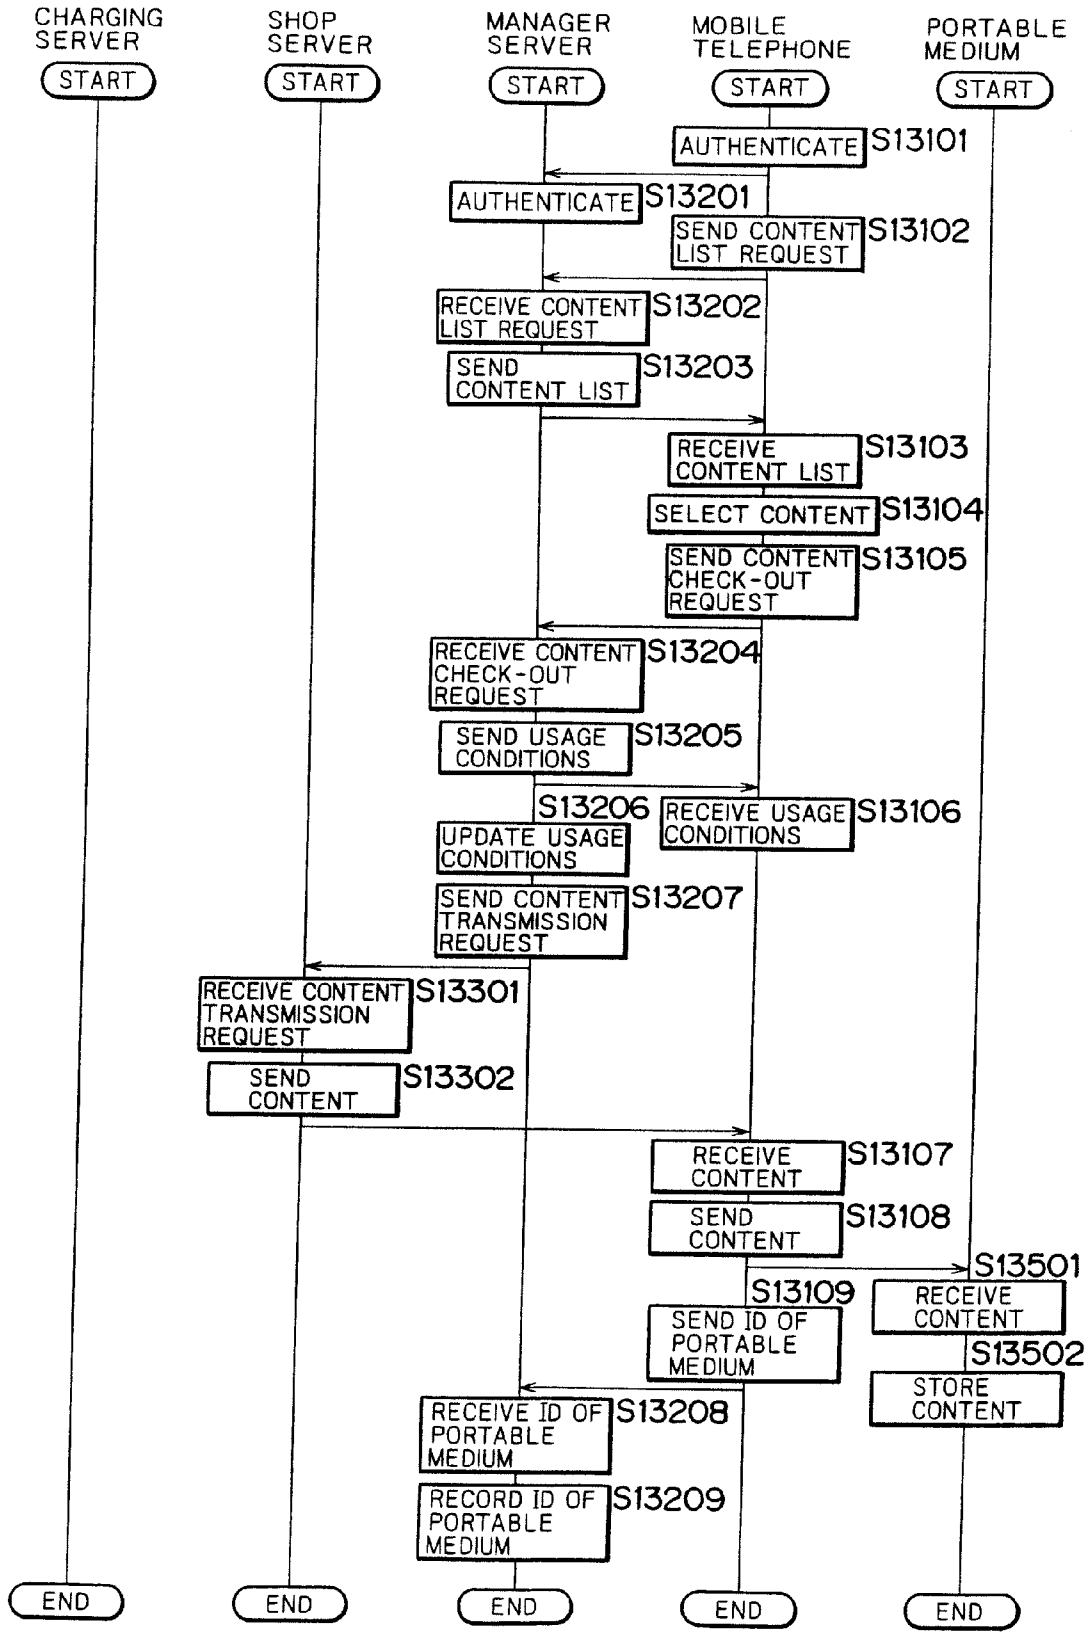 CHARGING
SERVER
SHOP
SERVER
MANAGER
SERVER
MOBILE
TELEPHONE
PORTABLE
MEDIUM
START
START
START
START
START
AUTHENTICATE
S13101
AUTHENTICATE
S13201
SEND CONTENT
LIST REQUEST
S13102
RECEIVE CONTENT
LIST REQUEST
S13202
SEND
CONTENT LIST
S13203
RECEIVE
CONTENT LIST
S13103
SELECT CONTENT
S13104
SEND CONTENT
CHECK-OUT
REQUEST
S13105
RECEIVE CONTENT
CHECK-OUT
REQUEST
S13204
SEND USAGE
CONDITIONS
S13205
RECEIVE USAGE
CONDITIONS
S13106
S13206
UPDATE USAGE
CONDITIONS
SEND CONTENT
TRANSMISSION
REQUEST
S13207
RECEIVE CONTENT
TRANSMISSION
REQUEST
S13301
SEND
CONTENT
S13302
RECEIVE
CONTENT
S13107
SEND
CONTENT
S13108
S13501
RECEIVE
CONTENT
S13109
SEND ID OF
PORTABLE
MEDIUM
S13502
STORE
CONTENT
RECEIVE ID OF
PORTABLE
MEDIUM
S13208
RECORD ID OF
PORTABLE
MEDIUM
S13209
END
END
END
END
END